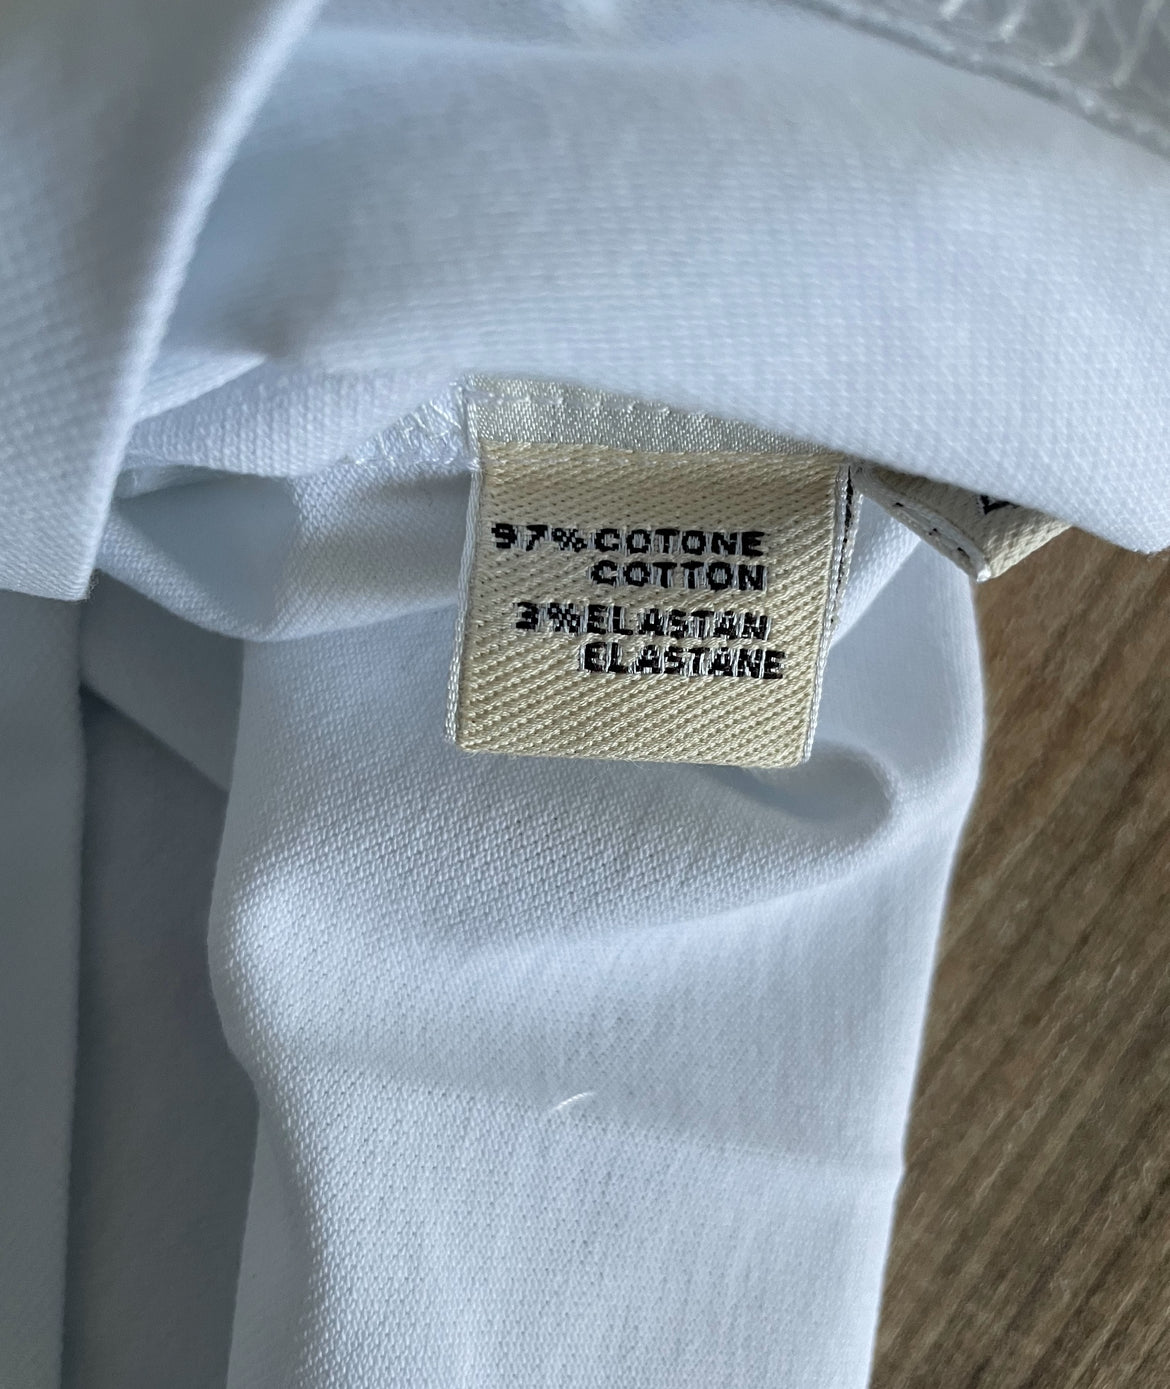 97% COTONE
COTTON
3% ELASTAN
ELASTANE